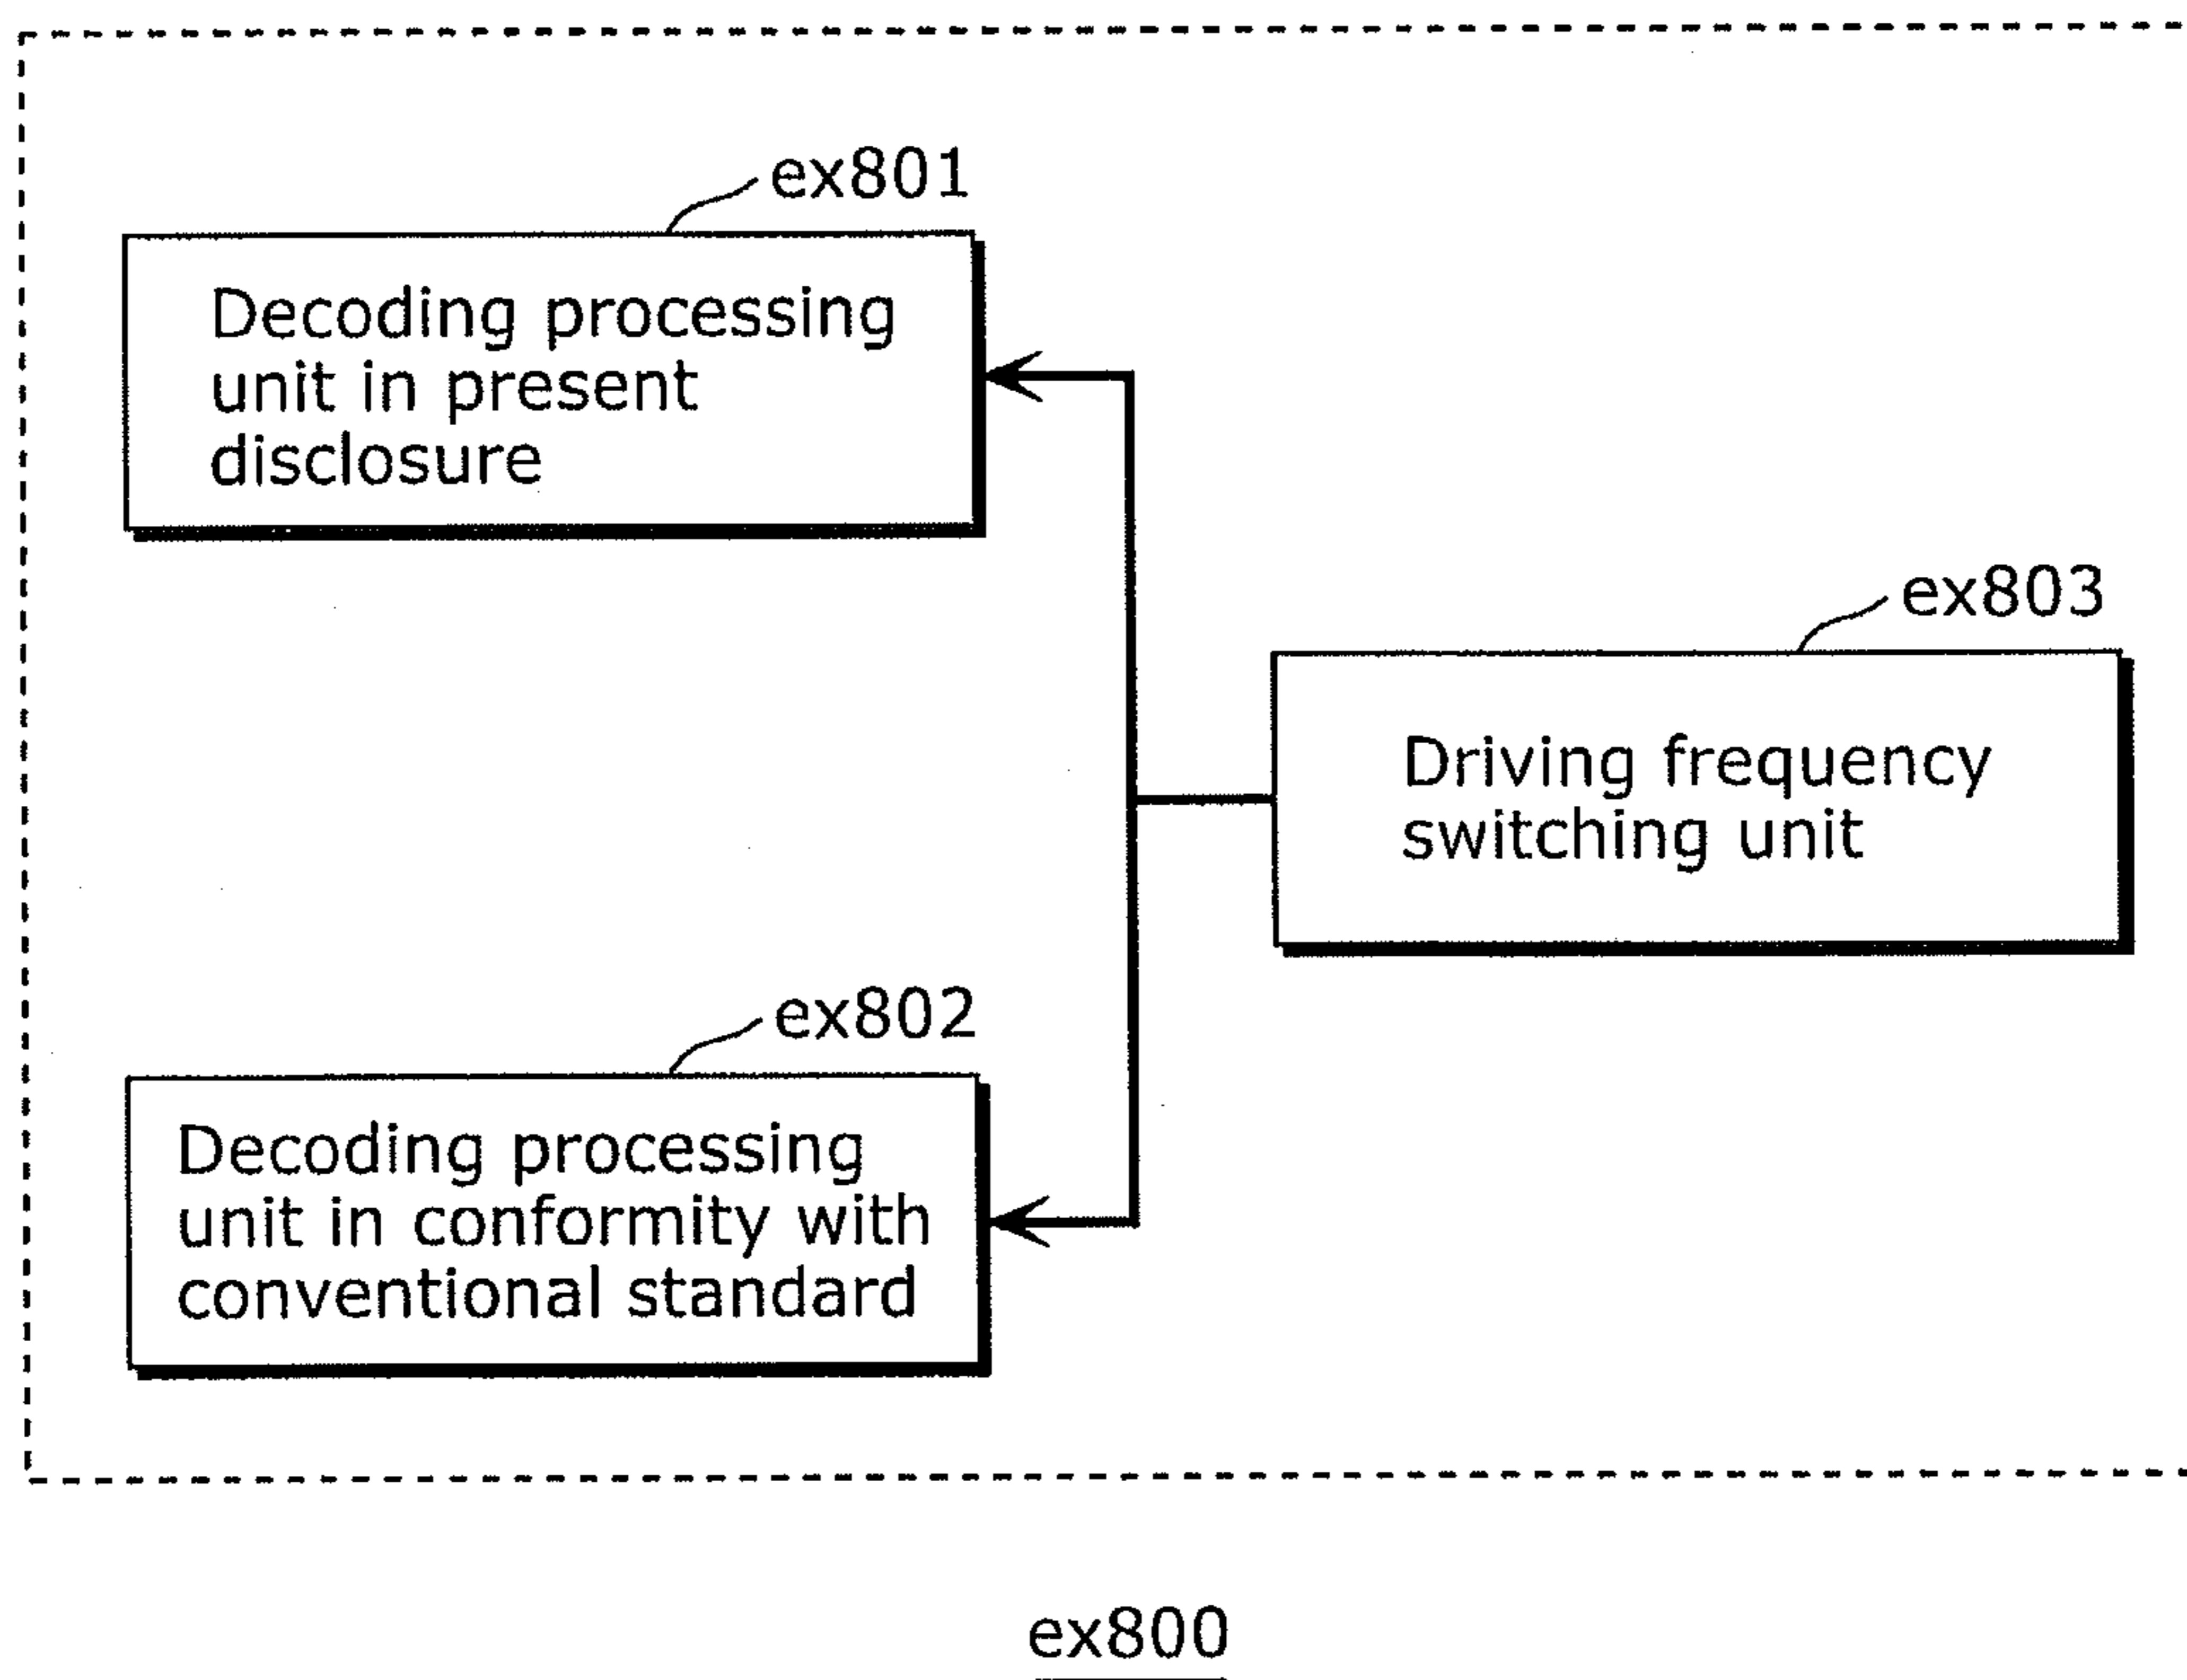 ex801
Decoding processing
unit in present
disclosure
ex803
Driving frequency
switching unit
ex802
Decoding processing
unit in conformity with
conventional standard
ex800